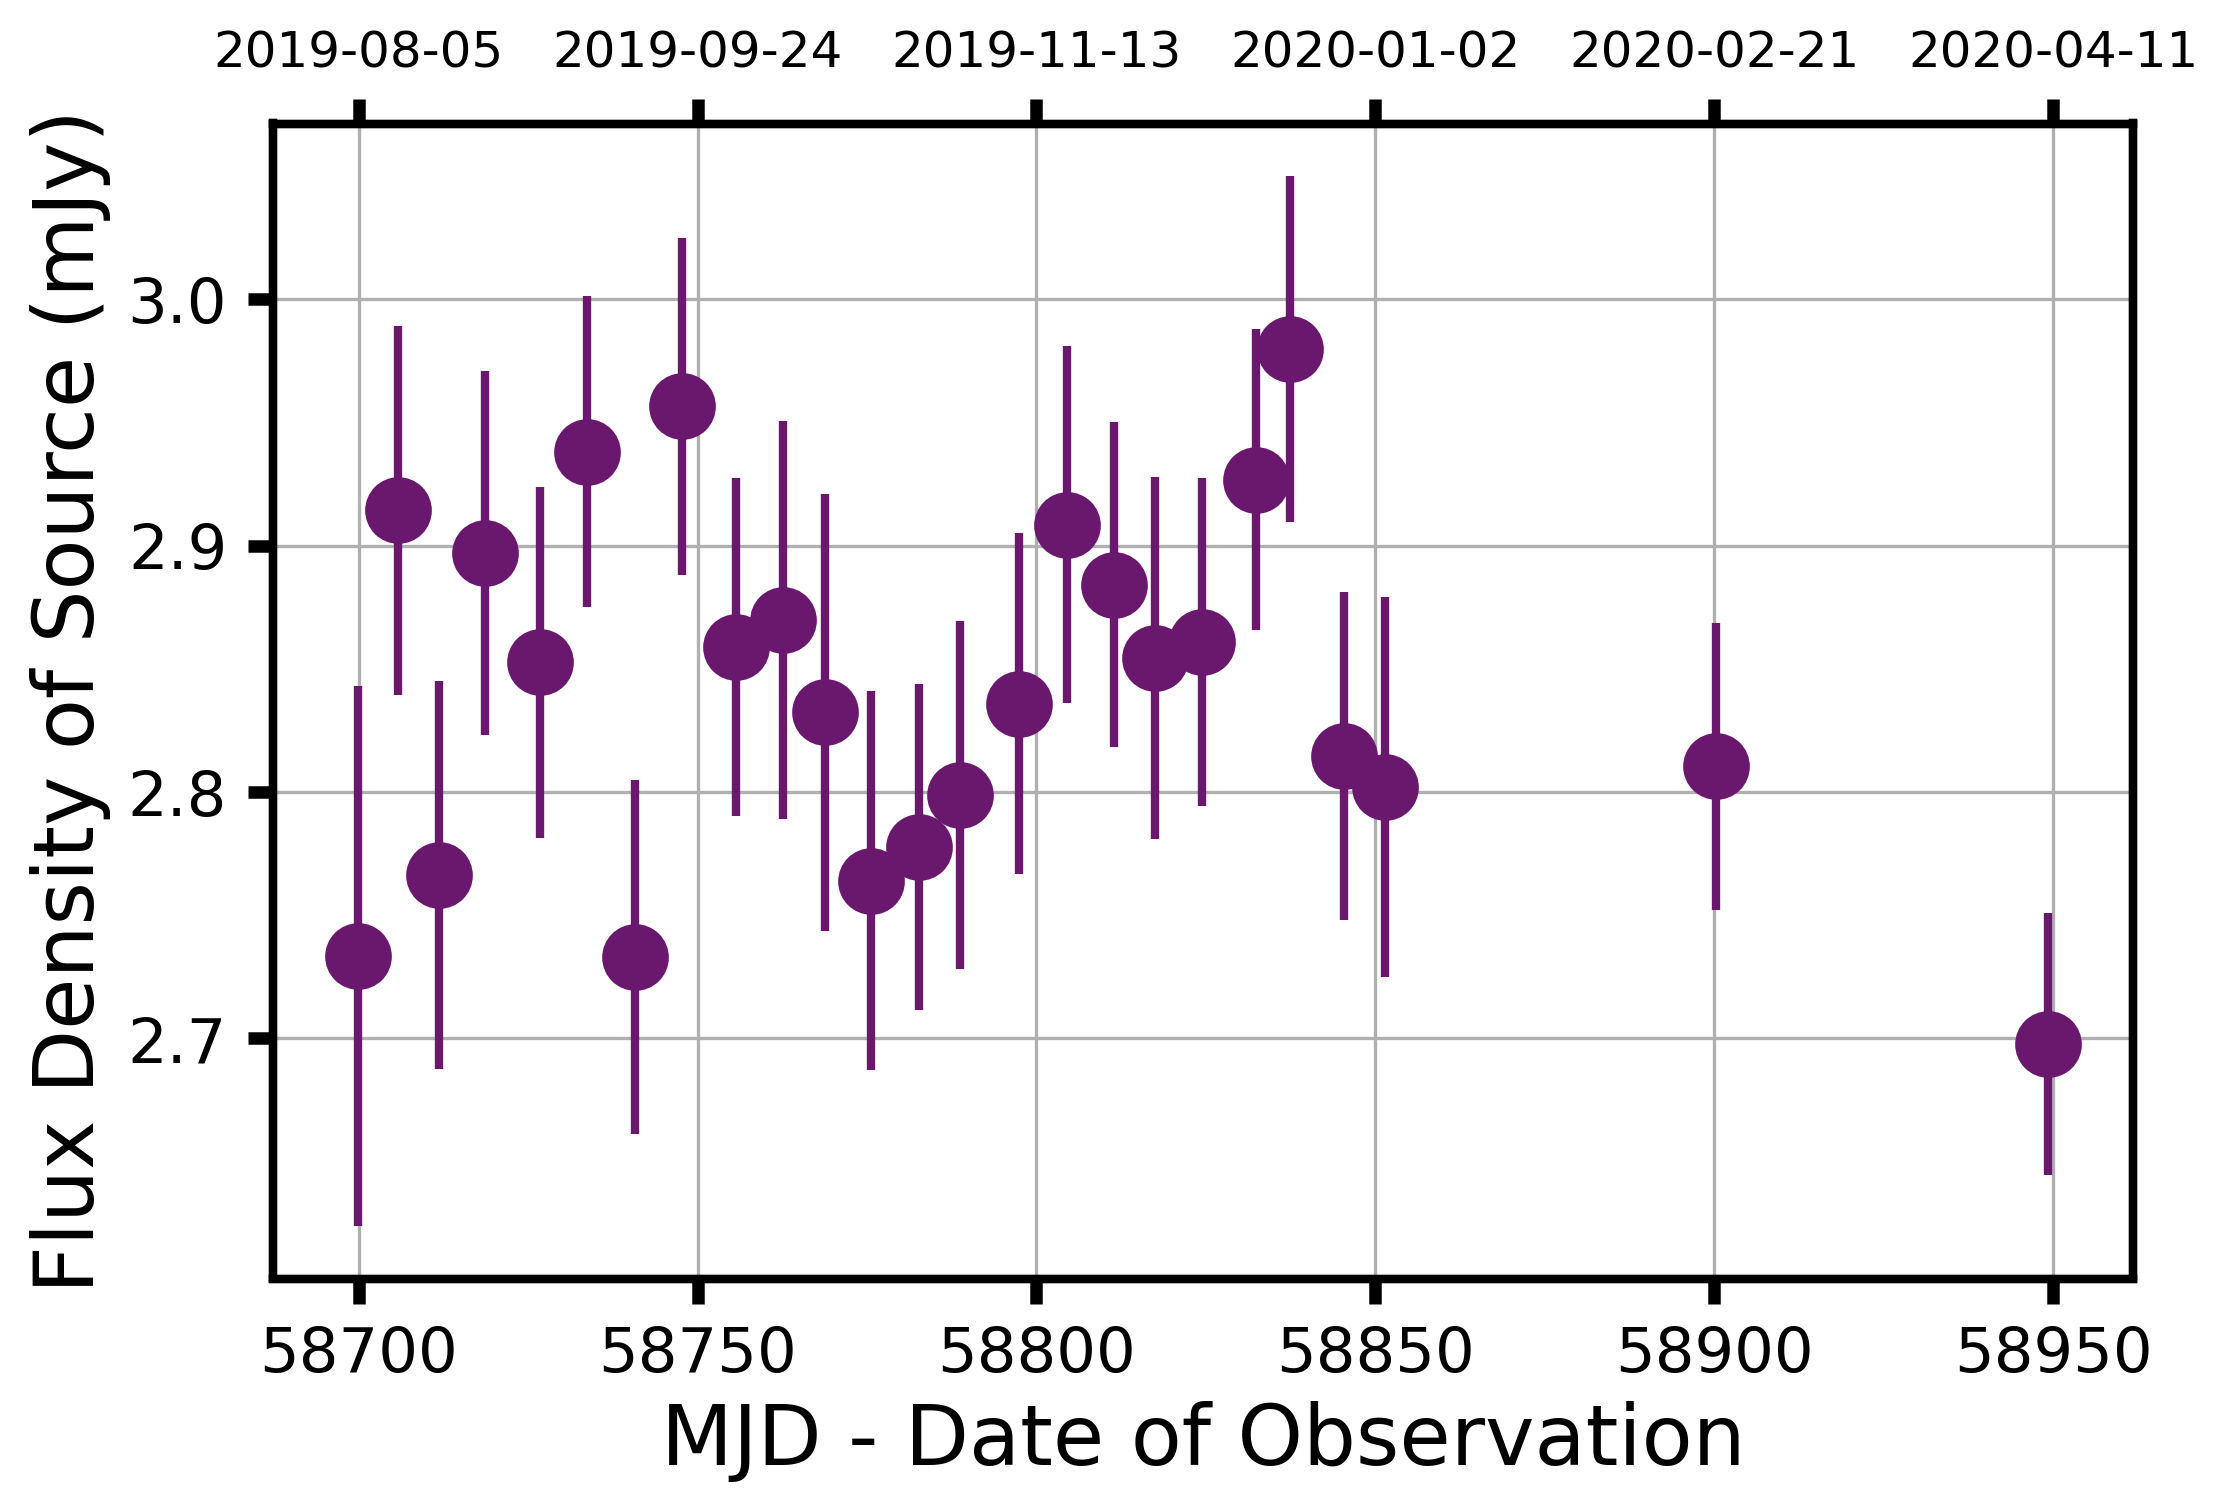 2019-08-05 2019-09-24 2019-11-13 2020-01-02 2020-02-21 2020-04-11
Flux Density of Source (mJy)
3.0
2.9
2.8
2.7
58700 58750 58800 58850 58900 58950
MJD - Date of Observation